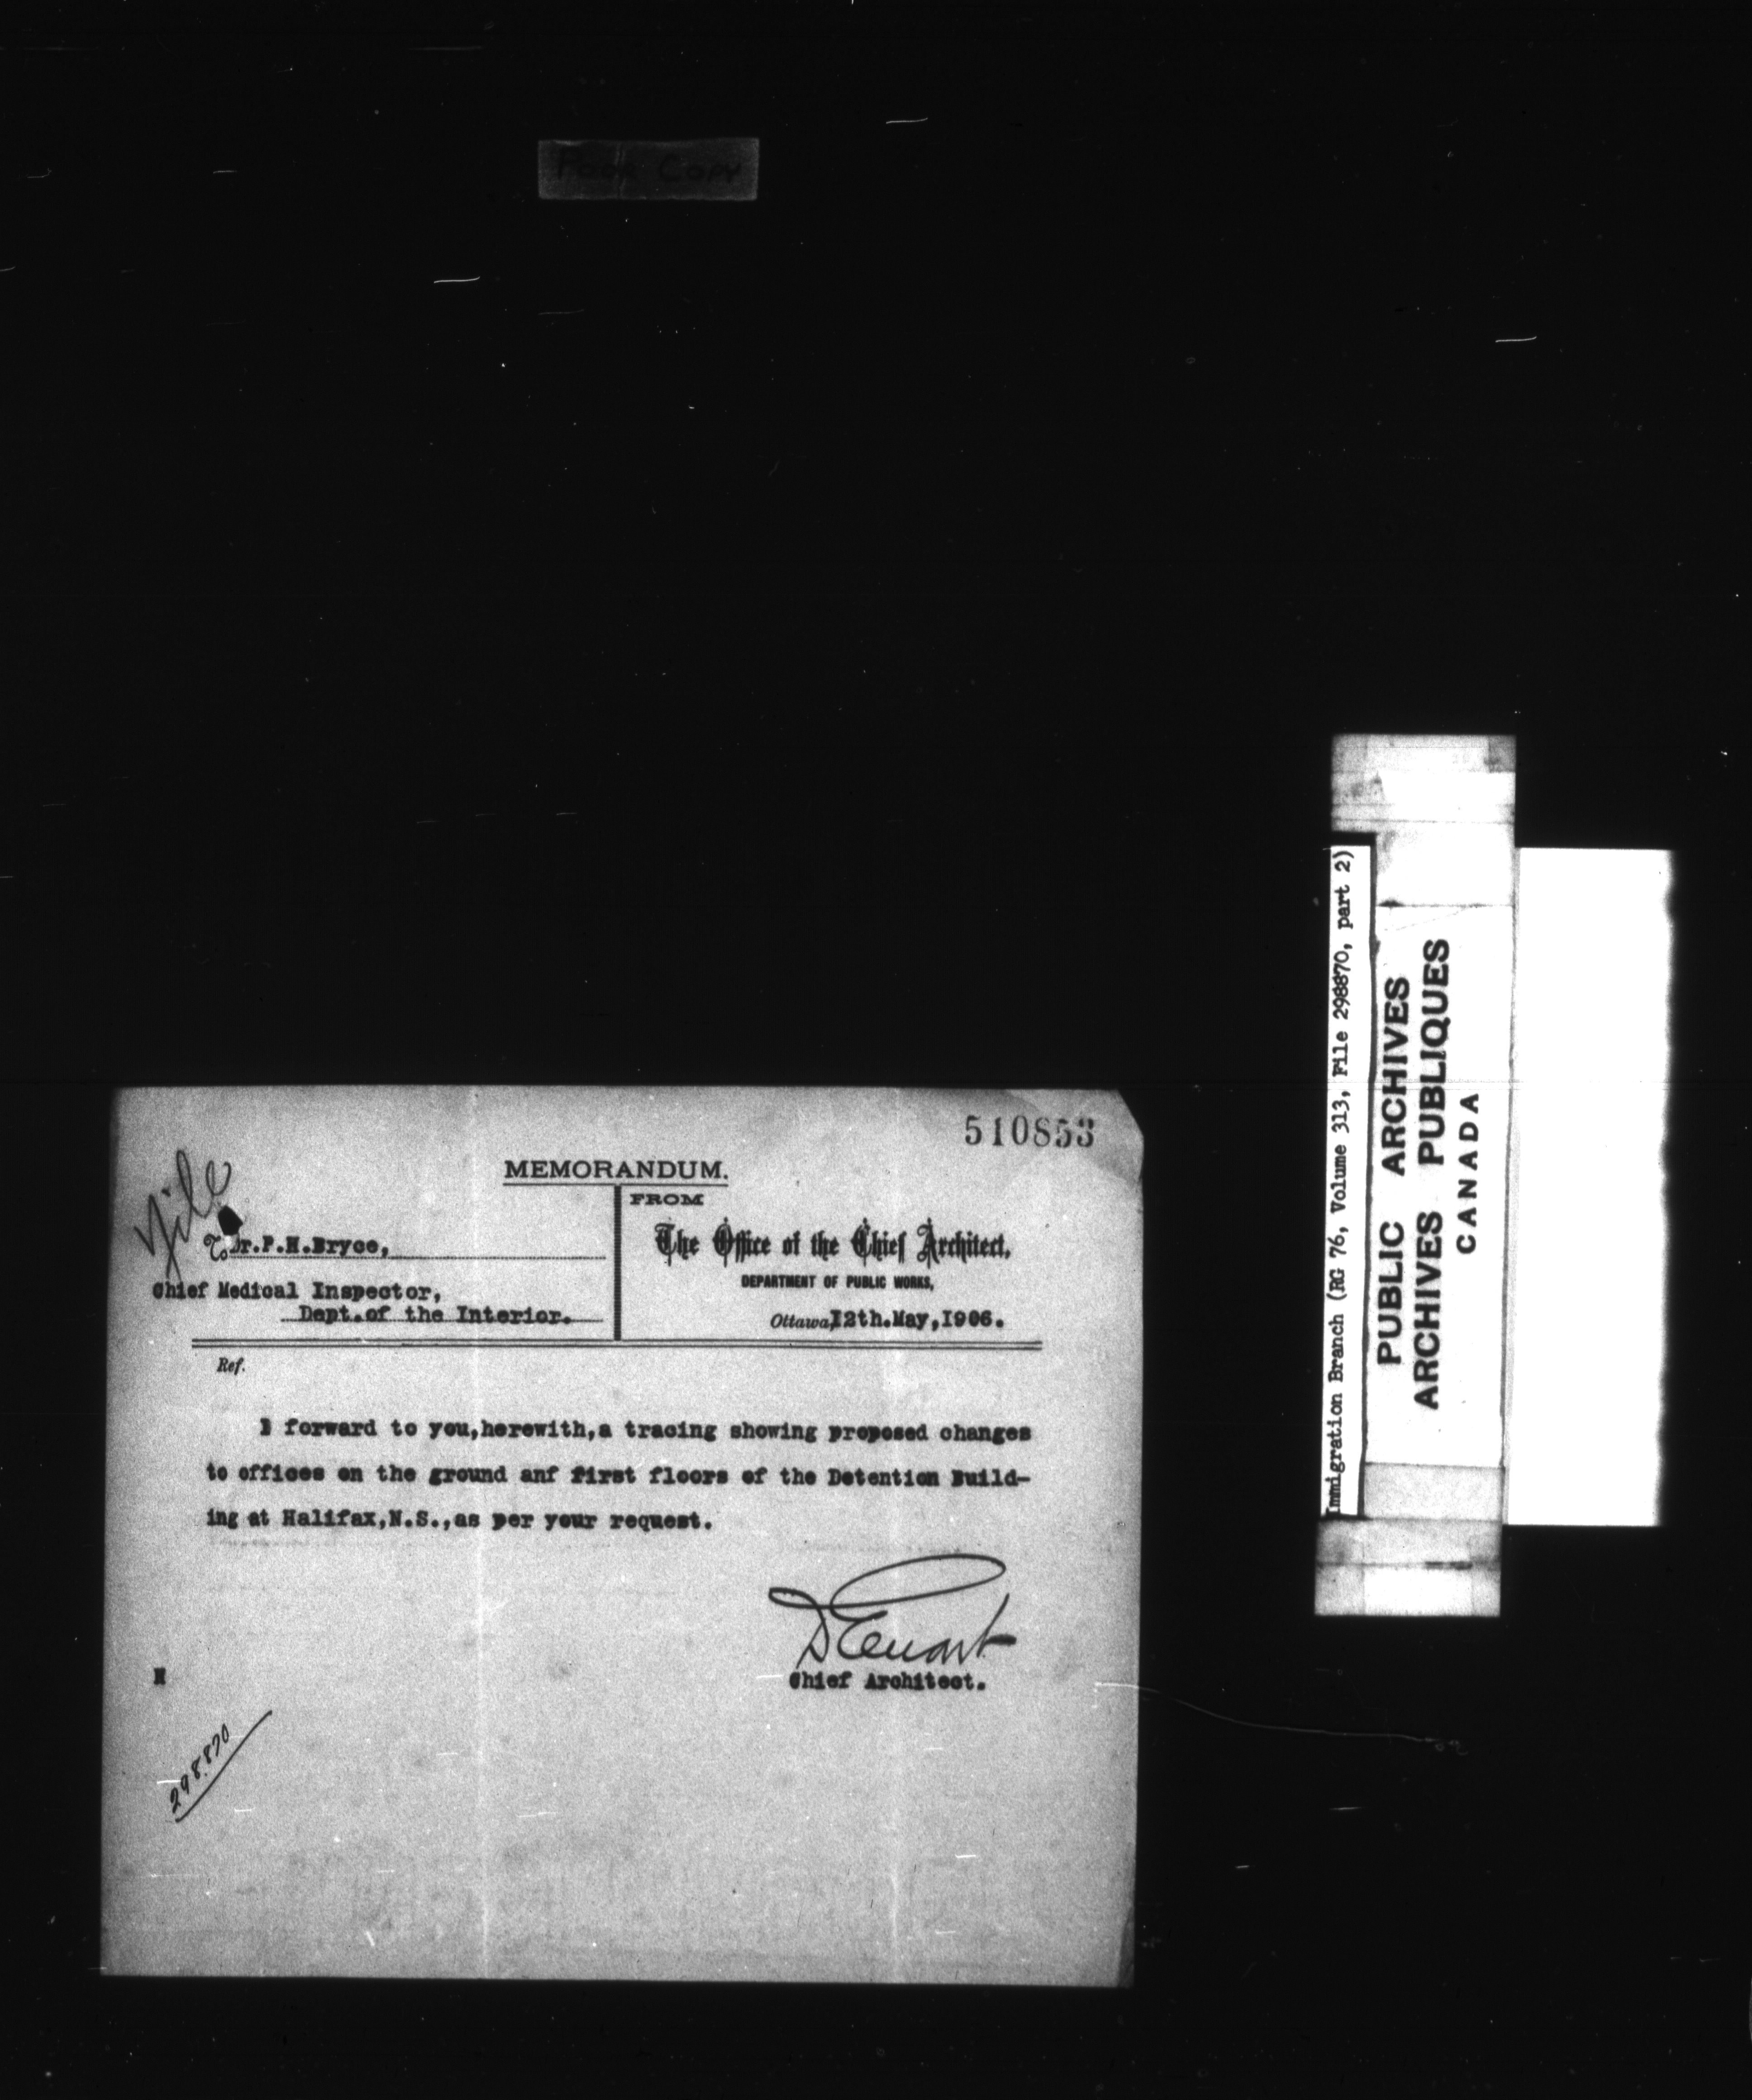 Poor Copy
510853
MEMORANDUM.
File
To Dr.P.H.Bryce,
Chief Medical Inspector,
Dept.of the Interior.
FROM
The Office of the Chief Architect,
DEPARTMENT OF PUBLIC WORKS,
Ottawa, 12th.May,1906.
Ref.
I forward to you,herewith,a tracing showing proposed changes
to offices on the ground anf first floors of the Detention Build-
ing at Halifax,N.S.,as per your request.
D Ewart
Chief Architect.
H
298870
Immigration Branch (RG 76, Volume 313, File 298870, part 2)
PUBLIC ARCHIVES
ARCHIVES PUBLIQUES
CANADA